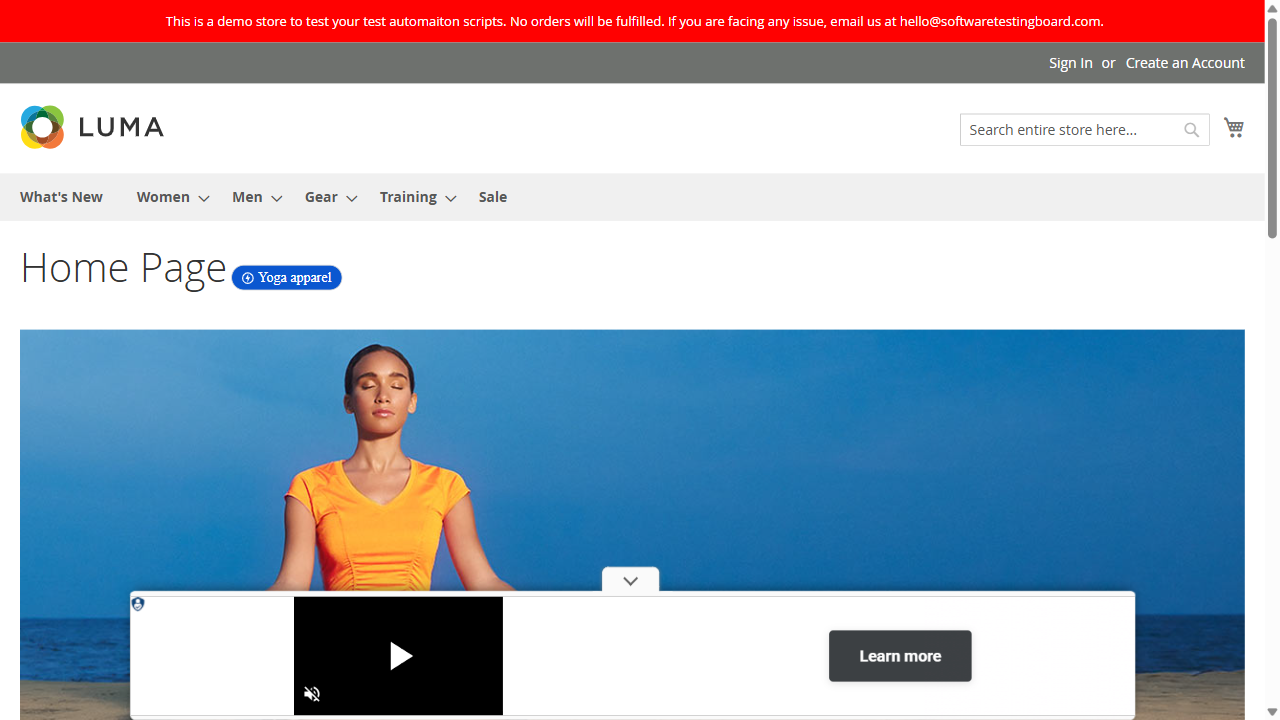 This is a demo store to test your test automaiton scripts. No orders will be fulfilled. If you are facing any issue, email us at hello@softwaretestingboard.com.
Sign In or Create an Account
LUMA
Search entire store here...
What's New Women Men Gear Training Sale
Home Page Yoga apparel
Learn more